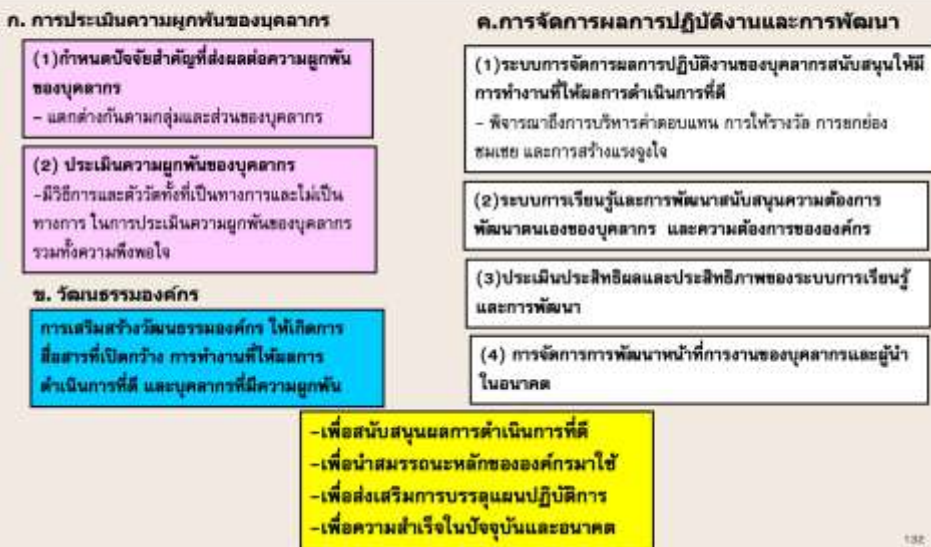 ก. การประเมินความผูกพันของบุคลากร
(1)กำหนดปัจจัยสำคัญที่ส่งผลต่อความผูกพัน
ของบุคลากร
- แตกต่างกันตามกลุ่มและส่วนของบุคลากร
(2) ประเมินความผูกพันของบุคลากร
-มีวิธีการและตัววัดทั้งที่เป็นทางการและไม่เป็น
ทางการ ในการประเมินความผูกพันของบุคลากร
รวมทั้งความพึงพอใจ
ข. วัฒนธรรมองค์กร
การเสริมสร้างวัฒนธรรมองค์กร ให้เกิดการ
สื่อสารที่เปิดกว้าง การทำงานที่ให้ผลการ
ดำเนินการที่ดี และบุคลากรที่มีความผูกพัน
ค.การจัดการผลการปฏิบัติงานและการพัฒนา
(1)ระบบการจัดการผลการปฏิบัติงานของบุคลากรสนับสนุนให้มี
การทำงานที่ให้ผลการดำเนินการที่ดี
- พิจารณาถึงการบริหารค่าตอบแทน การให้รางวัล การยกย่อง
ชมเชย และการสร้างแรงจูงใจ
(2)ระบบการเรียนรู้และการพัฒนาสนับสนุนความต้องการ
พัฒนาตนเองของบุคลากร และความต้องการขององค์กร
(3)ประเมินประสิทธิผลและประสิทธิภาพของระบบการเรียนรู้
และการพัฒนา
(4) การจัดการการพัฒนาหน้าที่การงานของบุคลากรและผู้นำ
ในอนาคต
-เพื่อสนับสนุนผลการดำเนินการที่ดี
-เพื่อนำสมรรถนะหลักขององค์กรมาใช้
-เพื่อส่งเสริมการบรรลุแผนปฏิบัติการ
-เพื่อความสำเร็จในปัจจุบันและอนาคต
132